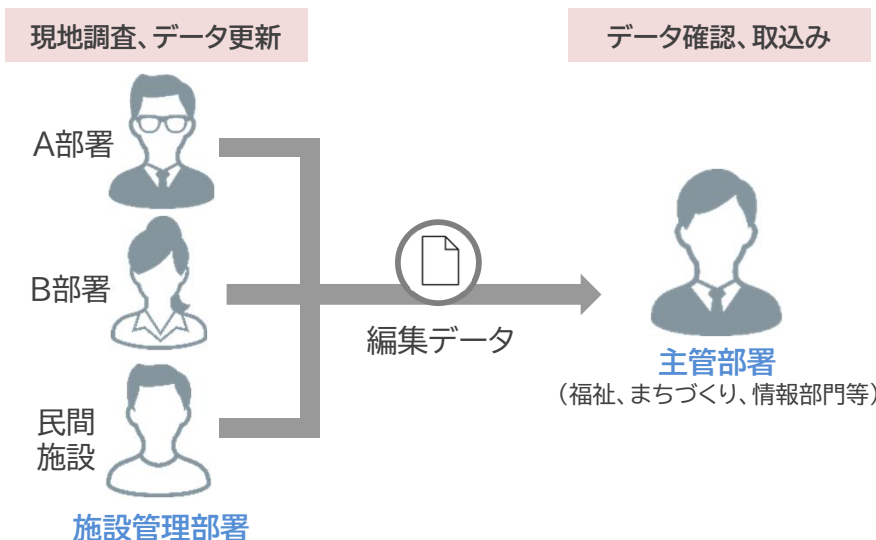 現地調査、データ更新
データ確認、取込み
A部署
B部署
民間
施設
施設管理部署
編集データ
主管部署
（福祉、まちづくり、情報部門等）